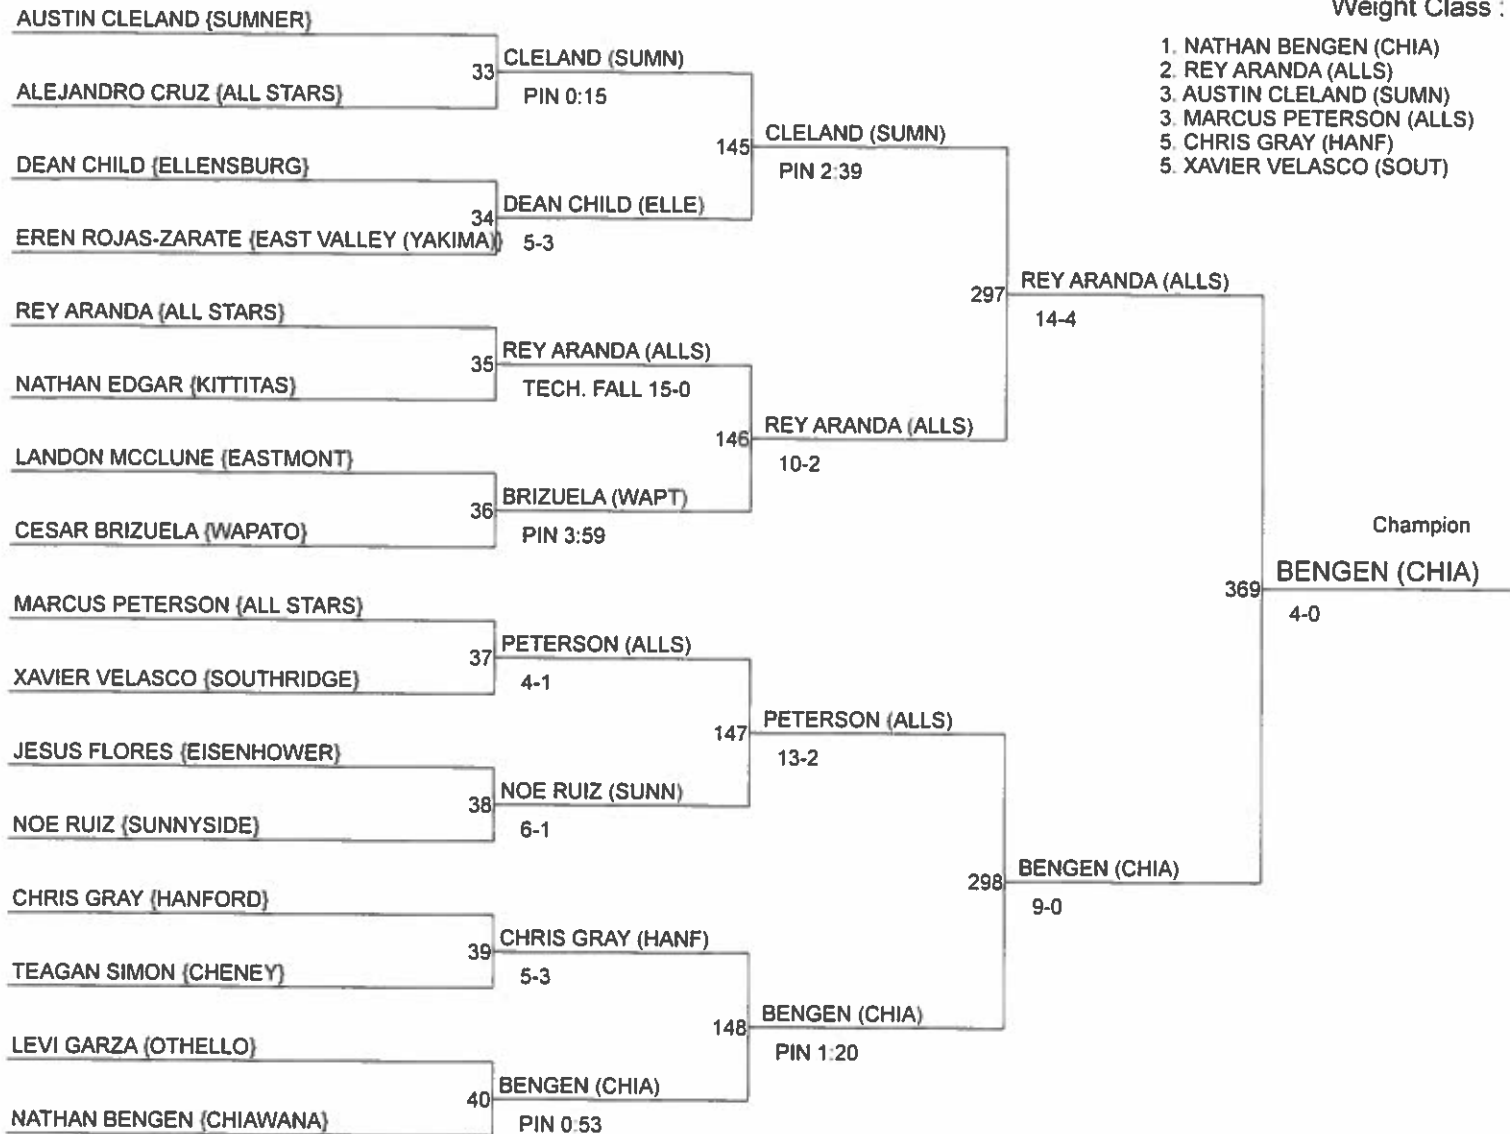 Weight Class :
1. NATHAN BENGEN (CHIA)
2. REY ARANDA (ALLS)
3. AUSTIN CLELAND (SUMN)
3. MARCUS PETERSON (ALLS)
5. CHRIS GRAY (HANF)
5. XAVIER VELASCO (SOUT)
AUSTIN CLELAND {SUMNER}
33 CLELAND (SUMN)
PIN 0:15
ALEJANDRO CRUZ {ALL STARS}
145 CLELAND (SUMN)
PIN 2:39
DEAN CHILD {ELLENSBURG}
34 DEAN CHILD (ELLE)
5-3
EREN ROJAS-ZARATE {EAST VALLEY (YAKIMA)}
297 REY ARANDA (ALLS)
14-4
REY ARANDA {ALL STARS}
35 REY ARANDA (ALLS)
TECH. FALL 15-0
NATHAN EDGAR {KITTITAS}
146 REY ARANDA (ALLS)
10-2
LANDON MCCLUNE {EASTMONT}
36 BRIZUELA (WAPT)
PIN 3:59
CESAR BRIZUELA {WAPATO}
Champion
369 BENGEN (CHIA)
4-0
MARCUS PETERSON {ALL STARS}
37 PETERSON (ALLS)
4-1
XAVIER VELASCO {SOUTHRIDGE}
147 PETERSON (ALLS)
13-2
JESUS FLORES {EISENHOWER}
38 NOE RUIZ (SUNN)
6-1
NOE RUIZ {SUNNYSIDE}
298 BENGEN (CHIA)
9-0
CHRIS GRAY {HANFORD}
39 CHRIS GRAY (HANF)
5-3
TEAGAN SIMON {CHENEY}
148 BENGEN (CHIA)
PIN 1:20
LEVI GARZA {OTHELLO}
40 BENGEN (CHIA)
PIN 0:53
NATHAN BENGEN {CHIAWANA}